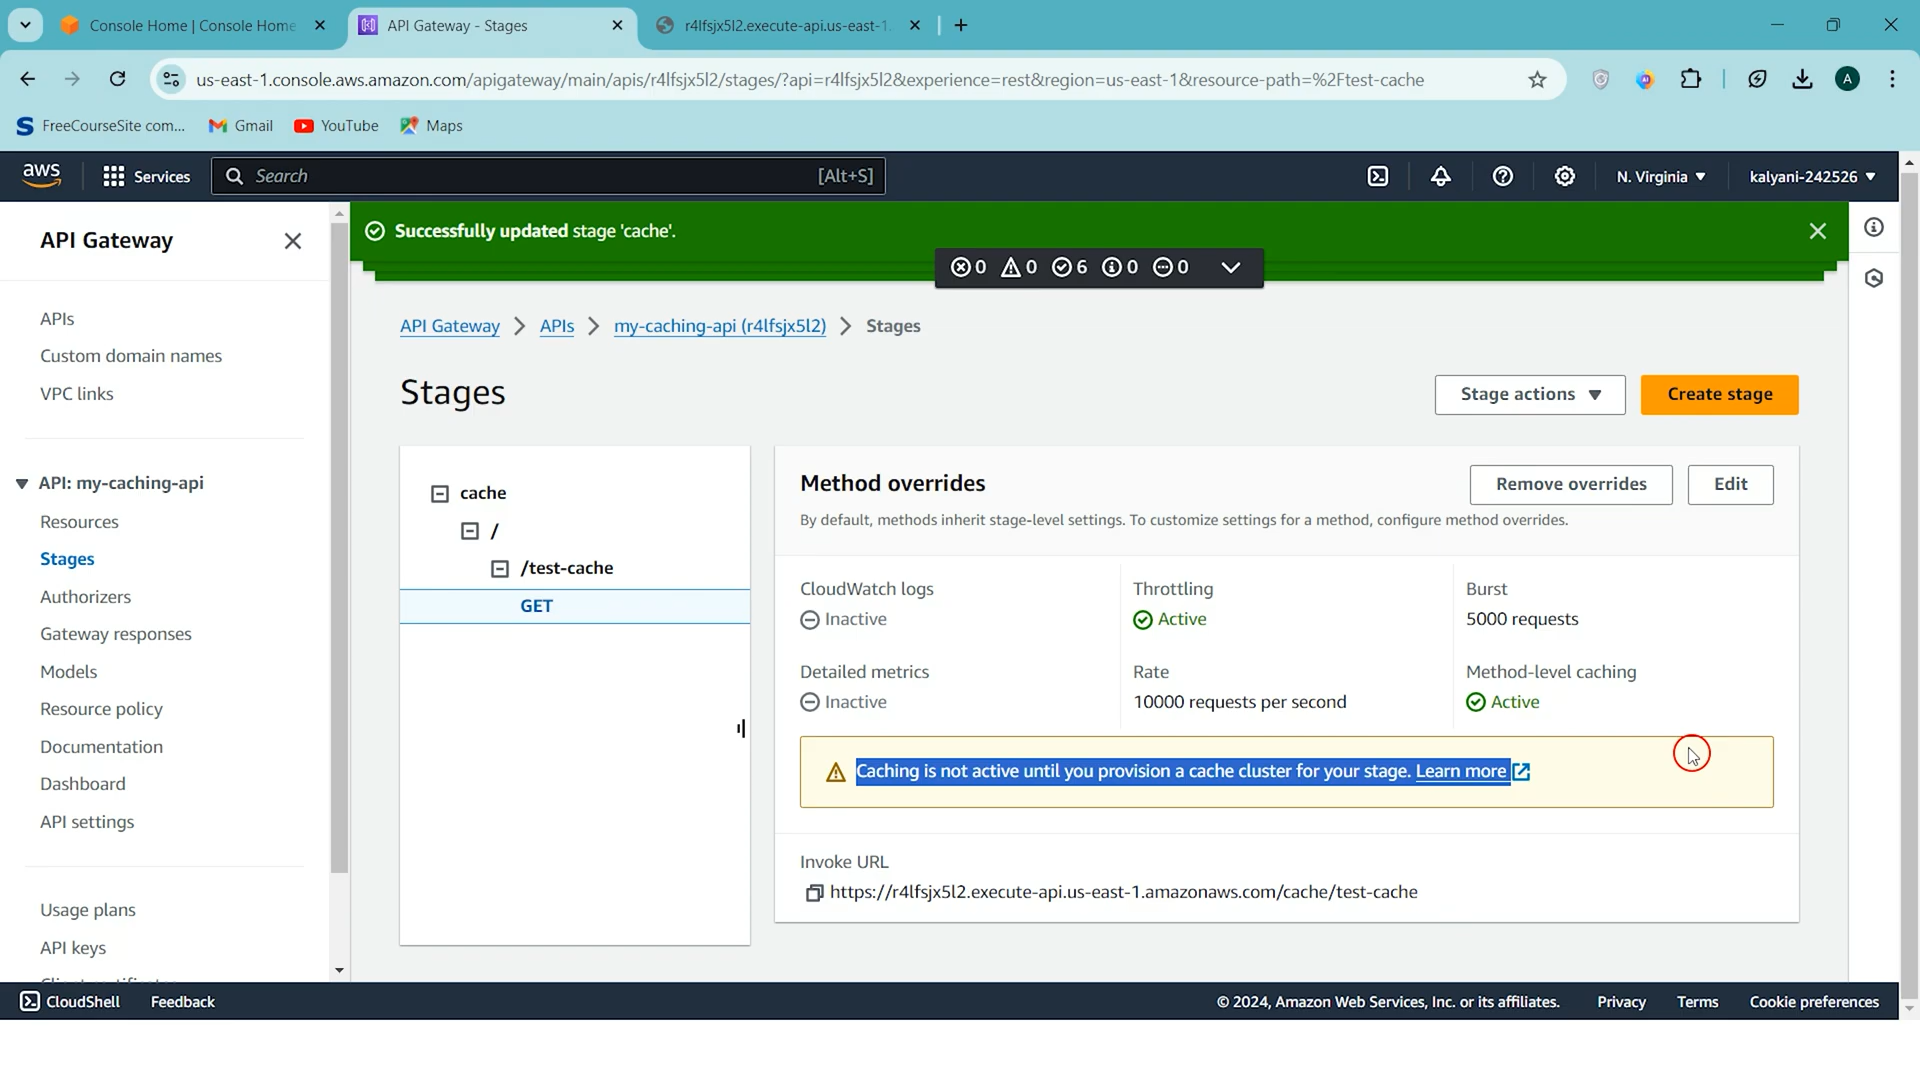 Console Home | Console Home
API Gateway - Stages
r4lfsjx5l2.execute-api.us-east-1.
us-east-1.console.aws.amazon.com/apigateway/main/apis/r4lfsjx5l2/stages/?api=r4lfsjx5l2&experience=rest&region=us-east-1&resource-path=%2Ftest-cache
A
FreeCourseSite com...
Gmail
YouTube
Maps
aws
Services
Search
[Alt+S]
N. Virginia
kalyani-242526
API Gateway
Successfully updated stage 'cache'.
0 0 6 0 0
APIs
Custom domain names
VPC links
API: my-caching-api
Resources
Stages
Authorizers
Gateway responses
Models
Resource policy
Documentation
Dashboard
API settings
Usage plans
API keys
API Gateway
APIs
my-caching-api (r4lfsjx5l2)
Stages
Stages
Stage actions
Create stage
cache
/
/test-cache
GET
Method overrides
Remove overrides
Edit
By default, methods inherit stage-level settings. To customize settings for a method, configure method overrides.
CloudWatch logs
Inactive
Throttling
Active
Burst
5000 requests
Detailed metrics
Inactive
Rate
10000 requests per second
Method-level caching
Active
Caching is not active until you provision a cache cluster for your stage. Learn more
Invoke URL
https://r4lfsjx5l2.execute-api.us-east-1.amazonaws.com/cache/test-cache
CloudShell
Feedback
© 2024, Amazon Web Services, Inc. or its affiliates.
Privacy
Terms
Cookie preferences